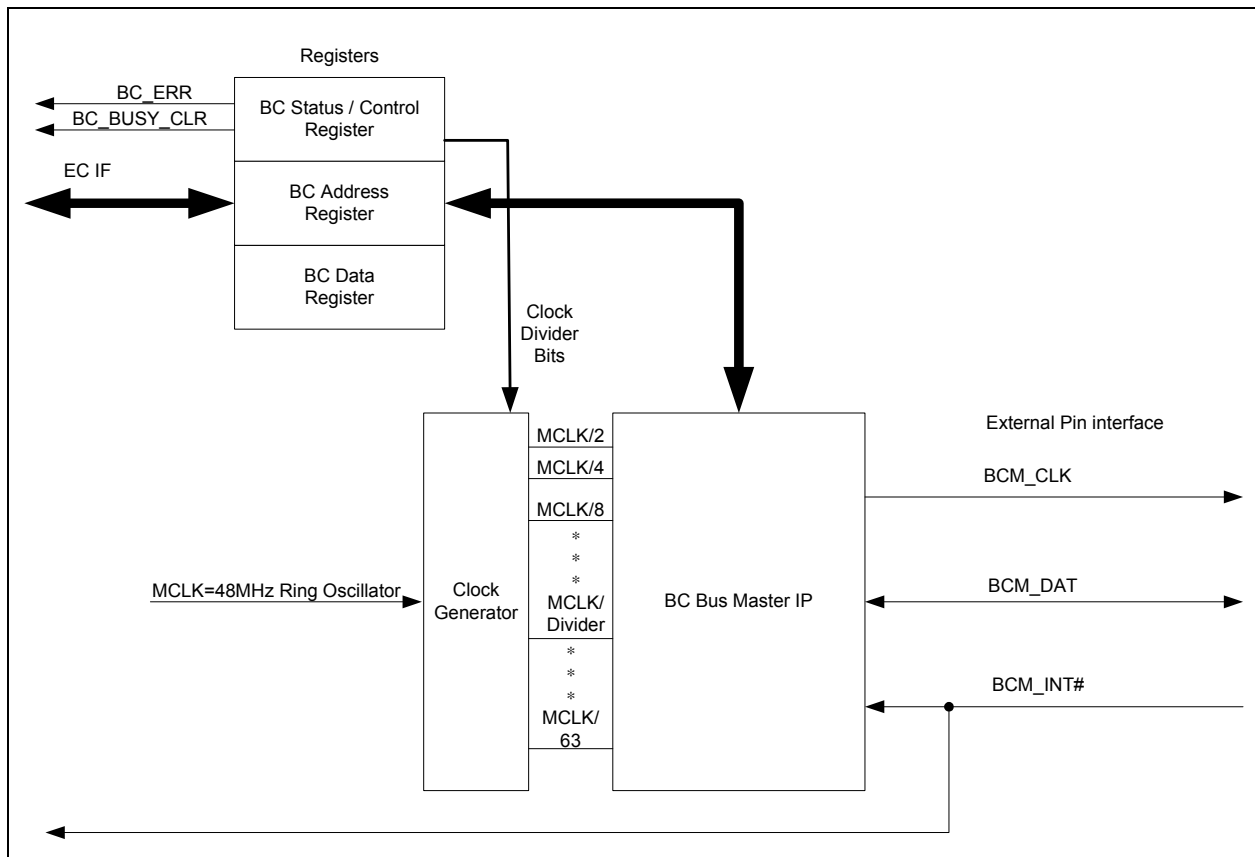 Registers
BC_ERR
BC_BUSY_CLR
BC Status / Control
Register
EC IF
BC Address
Register
BC Data
Register
Clock
Divider
Bits
MCLK/2
MCLK/4
MCLK/8
*
*
*
MCLK/
Divider
*
*
*
MCLK/
63
MCLK=48MHz Ring Oscillator
Clock
Generator
BC Bus Master IP
External Pin interface
BCM_CLK
BCM_DAT
BCM_INT#